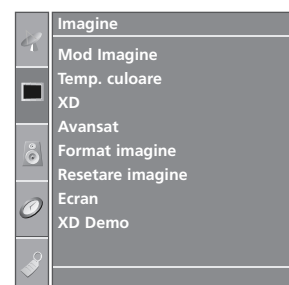 Imagine
Mod Imagine
Temp. culoare
XD
Avansat
Format imagine
Resetare imagine
Ecran
XD Demo